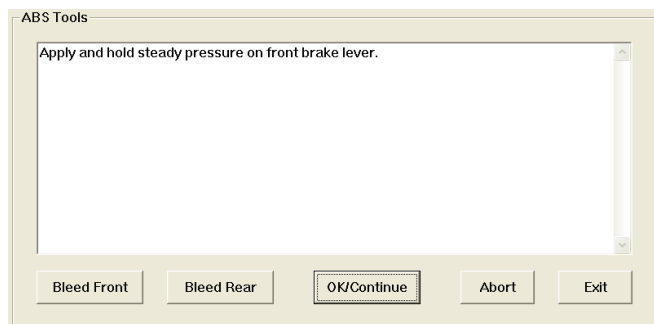 ABS Tools
Apply and hold steady pressure on front brake lever.
Bleed Front Bleed Rear OK/Continue Abort Exit